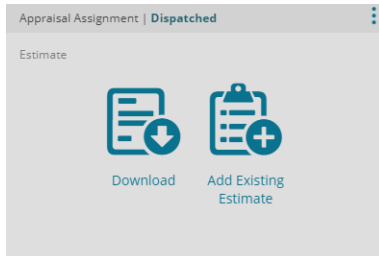 Appraisal Assignment | Dispatched
Estimate
Download
Add Existing
Estimate